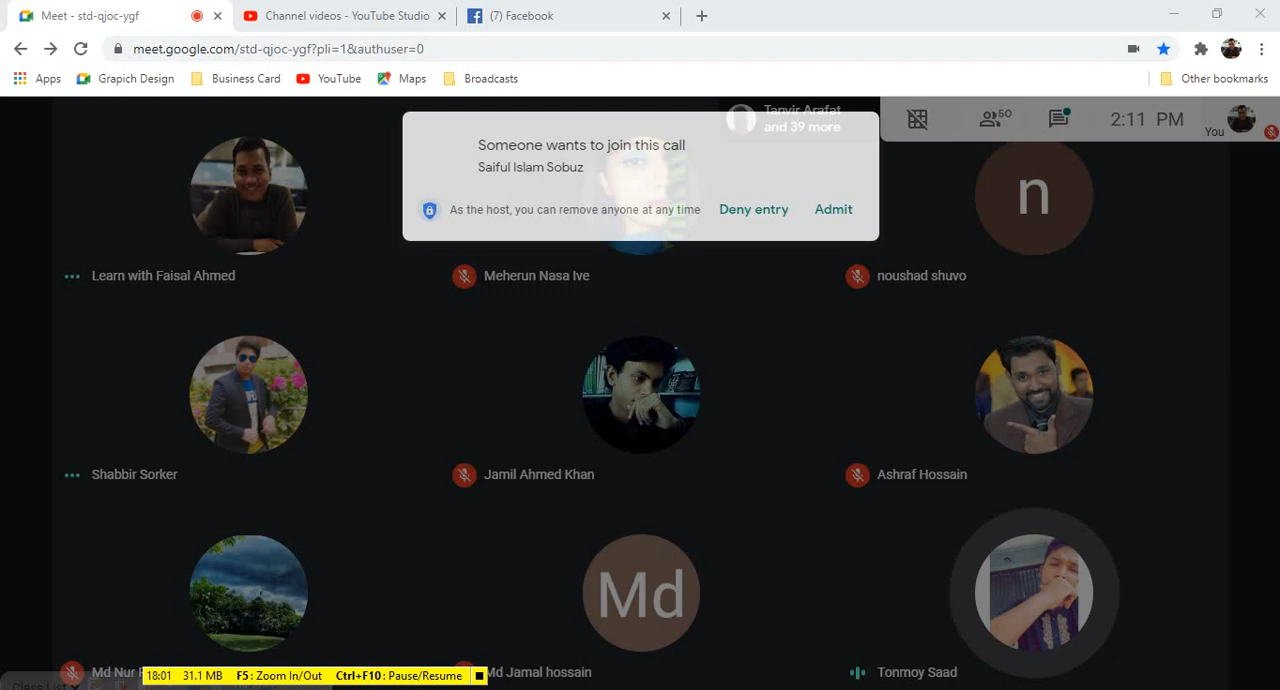 Meet - std-qjoc-ygf
Channel videos - YouTube Studio
(7) Facebook
meet.google.com/std-qjoc-ygf?pli=1&authuser=0
Apps
Grapich Design
Business Card
YouTube
Maps
Broadcasts
Other bookmarks
Tanvir Arafat
and 39 more
50
2:11 PM
You
Someone wants to join this call
Saiful Islam Sobuz
As the host, you can remove anyone at any time
Deny entry
Admit
n
Learn with Faisal Ahmed
Meherun Nasa Ive
noushad shuvo
Shabbir Sorker
Jamil Ahmed Khan
Ashraf Hossain
Md
Md Nur
Md Jamal hossain
Tonmoy Saad
18:01 31.1 MB F5: Zoom In/Out Ctrl+F10: Pause/Resume
Class List